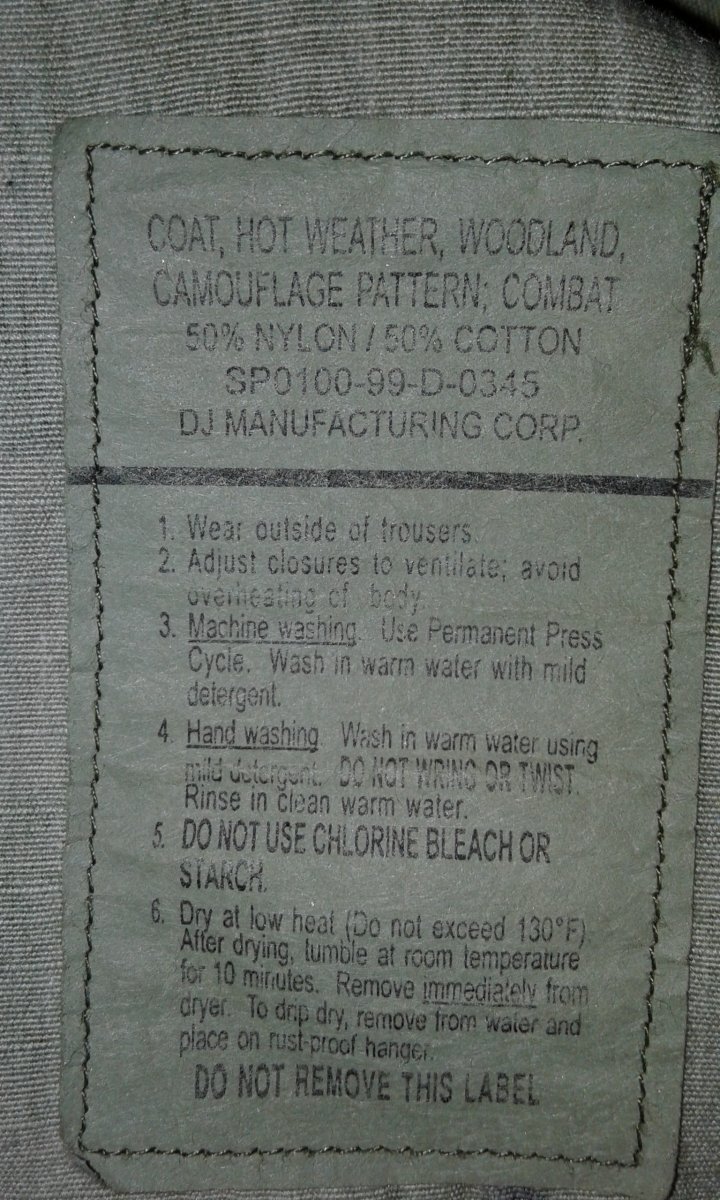 COAT, HOT WEATHER, WOODLAND,
CAMOUFLAGE PATTERN; COMBAT
50% NYLON / 50% COTTON
SP0100-99-D-0345
DJ MANUFACTURING CORP.
1. Wear outside of trousers.
2. Adjust closures to ventilate; avoid
overheating of body.
3. Machine washing. Use Permanent Press
Cycle. Wash in warm water with mild
detergent.
4. Hand washing. Wash in warm water using
mild detergent. DO NOT WRING OR TWIST.
Rinse in clean warm water.
5. DO NOT USE CHLORINE BLEACH OR
STARCH.
6. Dry at low heat (Do not exceed 130°F)
After drying, tumble at room temperature
for 10 minutes. Remove immediately from
dryer. To drip dry, remove from water and
place on rust-proof hanger.
DO NOT REMOVE THIS LABEL